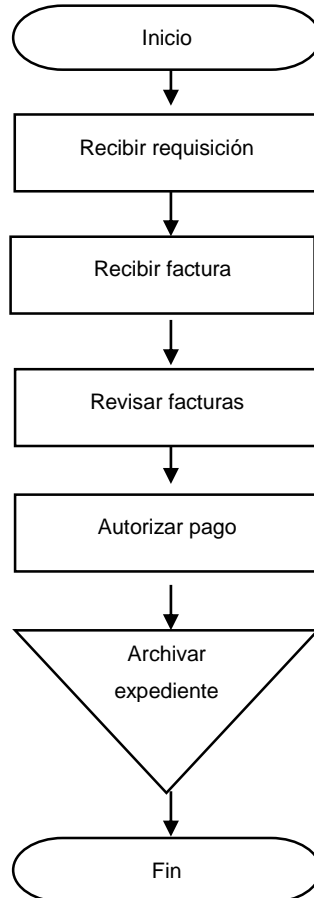 Inicio
Recibir requisición
Recibir factura
Revisar facturas
Autorizar pago
Archivar
expediente
Fin